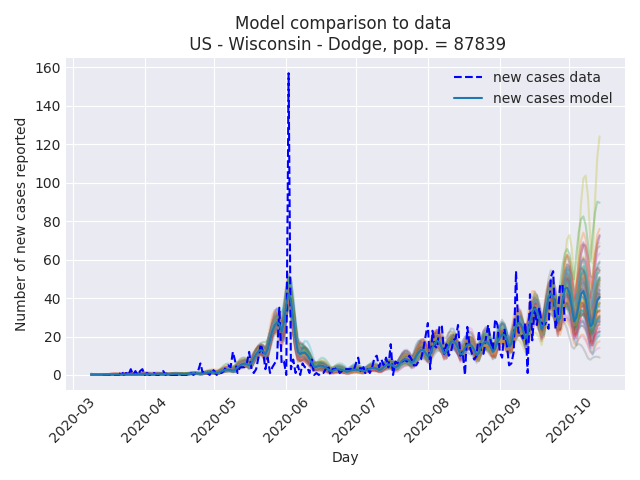 Model comparison to data
US - Wisconsin - Dodge, pop. = 87839
new cases data
new cases model
Number of new cases reported
160
140
120
100
80
60
40
20
0
2020-03
2020-04
2020-05
2020-06
2020-07
2020-08
2020-09
2020-10
Day